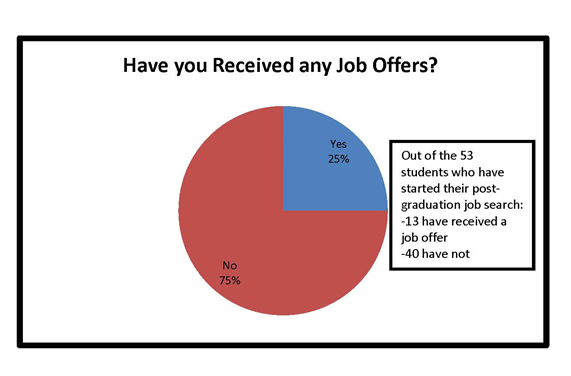 Have you Received any Job Offers?
Yes
25%
No
75%
Out of the 53
students who have
started their post-
graduation job search:
-13 have received a
job offer
-40 have not